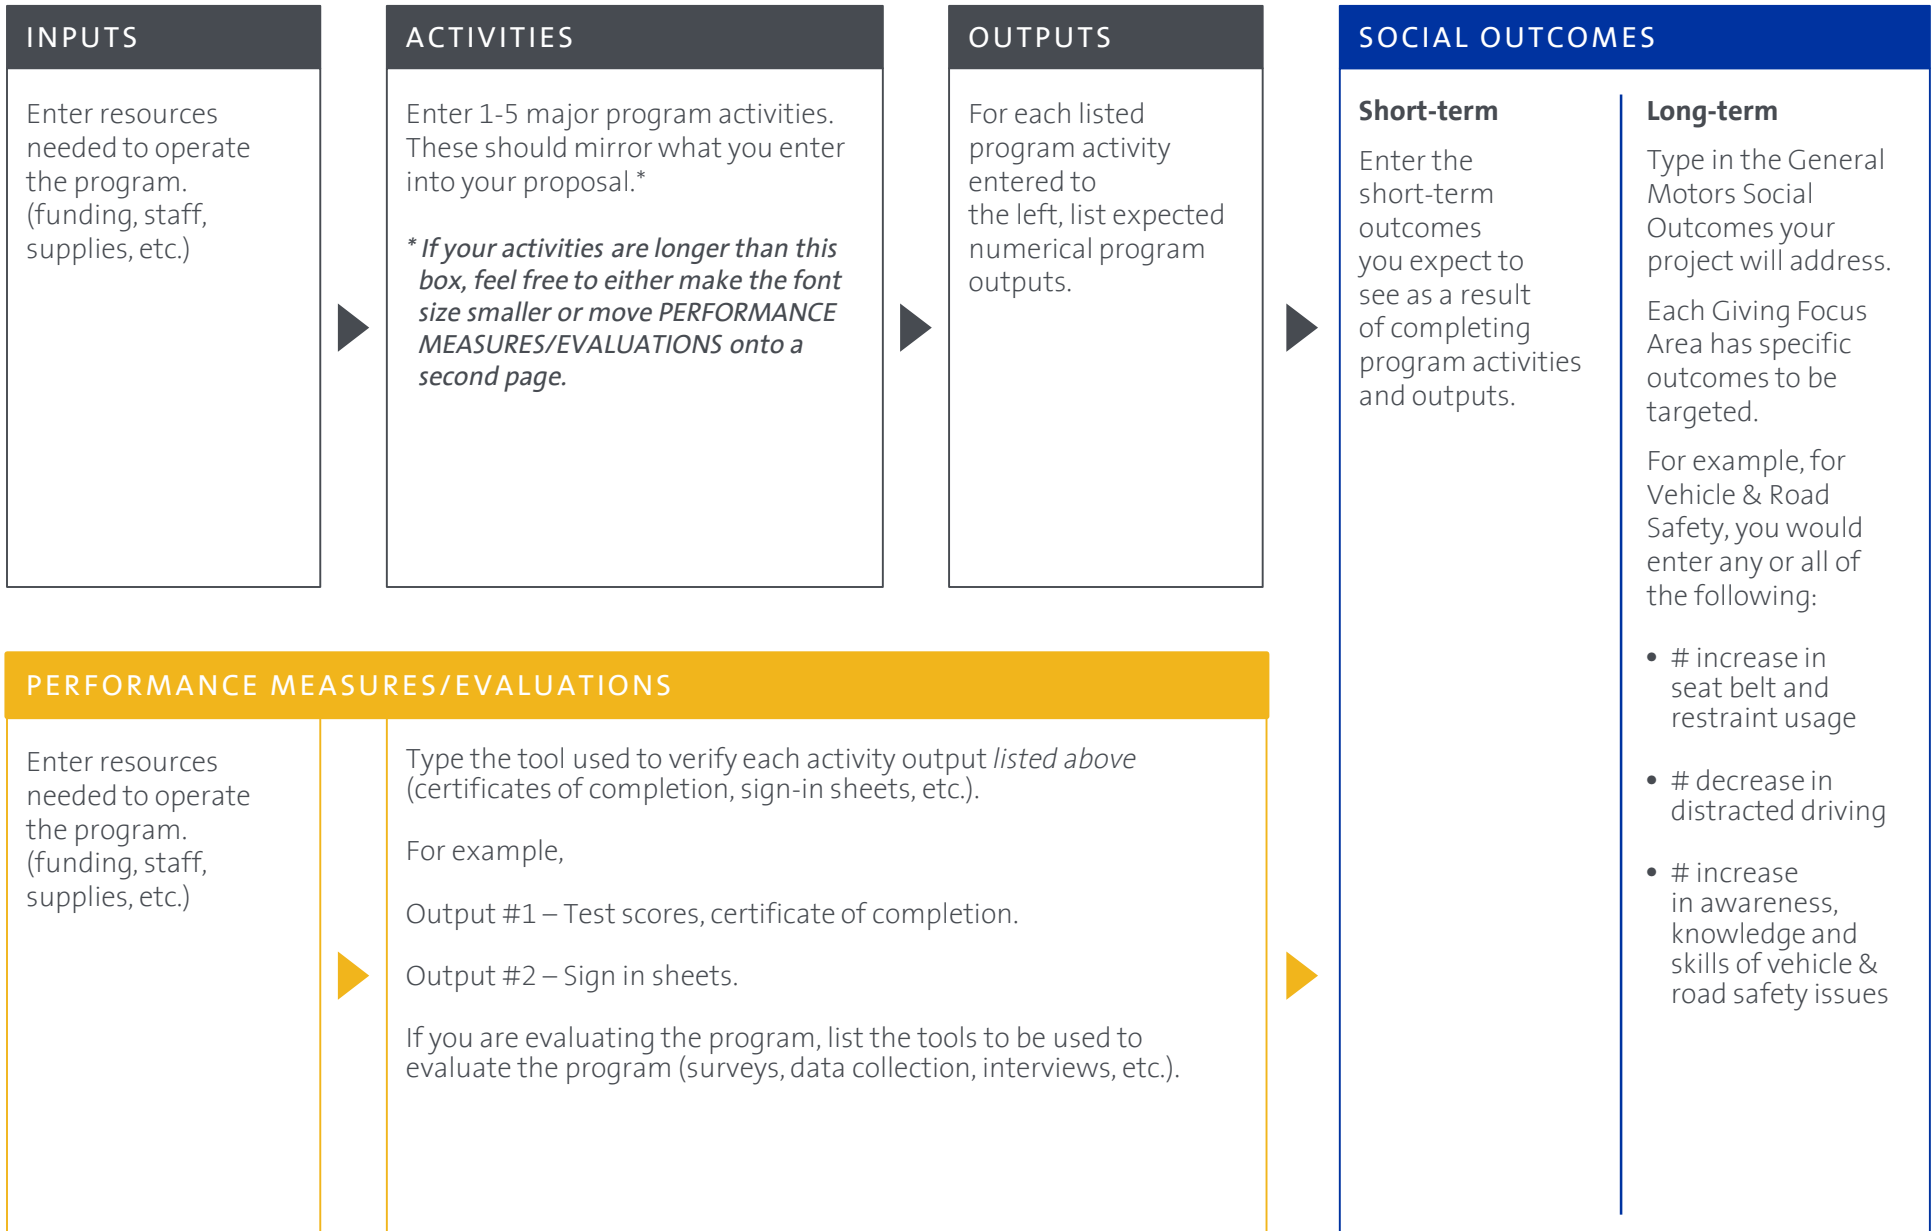 INPUTS
Enter resources
needed to operate
the program.
(funding, staff,
supplies, etc.)
ACTIVITIES
Enter 1-5 major program activities.
These should mirror what you enter
into your proposal.*
* If your activities are longer than this
box, feel free to either make the font
size smaller or move PERFORMANCE
MEASURES/EVALUATIONS onto a
second page.
OUTPUTS
For each listed
program activity
entered to
the left, list expected
numerical program
outputs.
SOCIAL OUTCOMES
Short-term
Enter the
short-term
outcomes
you expect to
see as a result
of completing
program activities
and outputs.
Long-term
Type in the General
Motors Social
Outcomes your
project will address.
Each Giving Focus
Area has specific
outcomes to be
targeted.
For example, for
Vehicle & Road
Safety, you would
enter any or all of
the following:
• # increase in
seat belt and
restraint usage
• # decrease in
distracted driving
• # increase
in awareness,
knowledge and
skills of vehicle &
road safety issues
PERFORMANCE MEASURES/EVALUATIONS
Enter resources
needed to operate
the program.
(funding, staff,
supplies, etc.)
Type the tool used to verify each activity output listed above
(certificates of completion, sign-in sheets, etc.).
For example,
Output #1 – Test scores, certificate of completion.
Output #2 – Sign in sheets.
If you are evaluating the program, list the tools to be used to
evaluate the program (surveys, data collection, interviews, etc.).